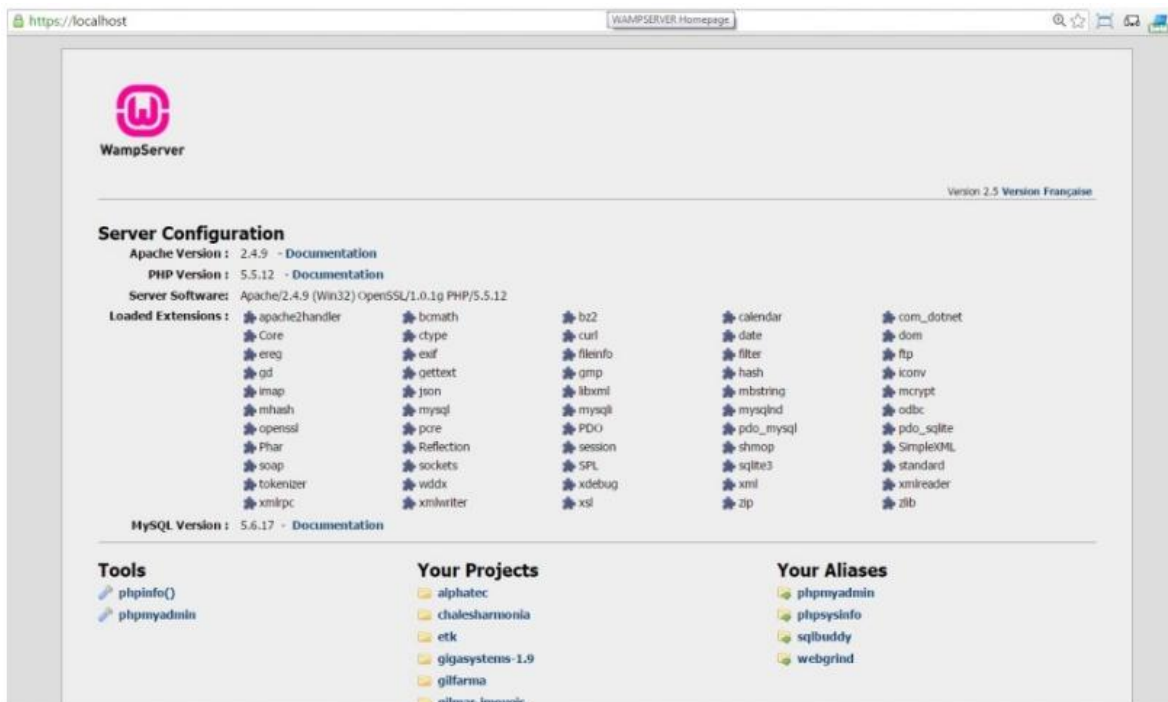 https://localhost
WAMPSERVER Homepage
WampServer
Version 2.5 Version Française
Server Configuration
Apache Version : 2.4.9 - Documentation
PHP Version : 5.5.12 - Documentation
Server Software: Apache/2.4.9 (Win32) OpenSSL/1.0.1g PHP/5.5.12
Loaded Extensions : apache2handler bcmath bz2 calendar com_dotnet
Core ctype curl date dom
ereg exif fileinfo filter ftp
gd gettext gmp hash iconv
imap json libxml mbstring mcrypt
mhash mysql mysqli mysqlnd odbc
openssl pcre PDO pdo_mysql pdo_sqlite
Phar Reflection session shmop SimpleXML
soap sockets SPL sqlite3 standard
tokenizer wddx xdebug xml xmlreader
xmlrpc xmlwriter xsl zip zlib
MySQL Version : 5.6.17 - Documentation
Tools
phpinfo()
phpmyadmin
Your Projects
alphatec
chalesharmonia
etk
gigasystems-1.9
gilfarma
Your Aliases
phpmyadmin
phpsysinfo
sqlbuddy
webgrind